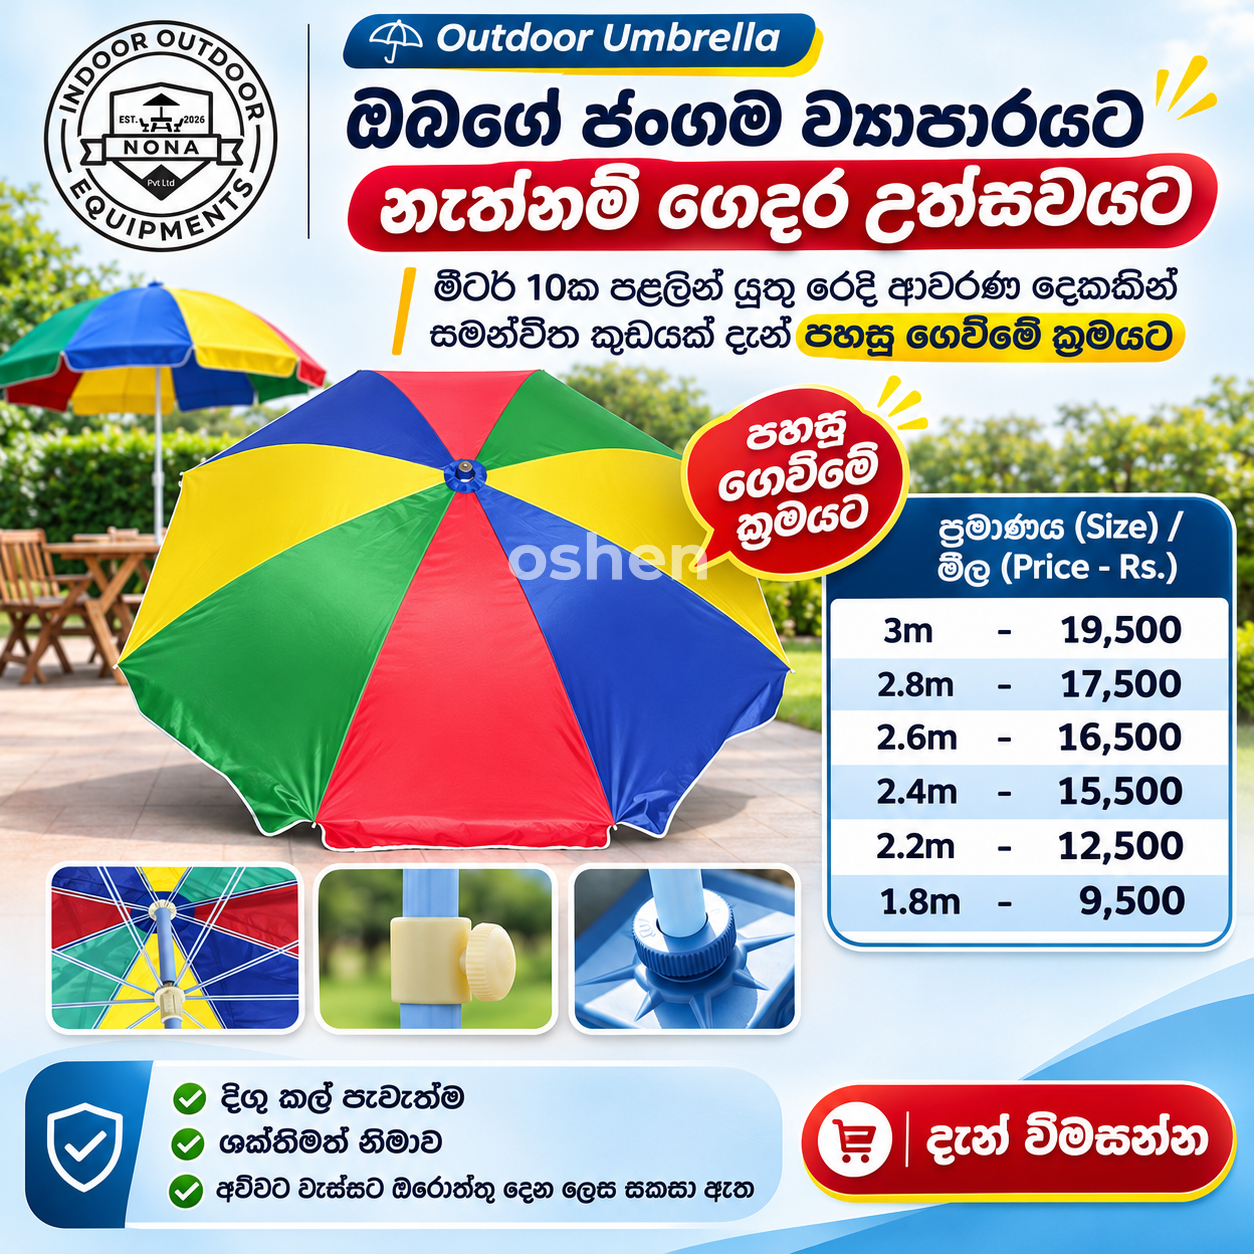 INDOOR OUTDOOR
EST. 2026
NONA
Pvt Ltd
EQUIPMENTS
Outdoor Umbrella
ඔබගේ ජංගම ව්‍යාපාරයට
නැත්නම් ගෙදර උත්සවයට
මීටර් 10ක පළලින් යූතු රෙදි ආවරණ දෙකකින්
සමන්විත කුඩයක් දැන් පහසු ගෙවීමේ ක්‍රමයට
පහසු
ගෙවීමේ
ක්‍රමයට
oshen
ප්‍රමාණය (Size) /
මීල (Price - Rs.)
3m - 19,500
2.8m - 17,500
2.6m - 16,500
2.4m - 15,500
2.2m - 12,500
1.8m - 9,500
දිගු කල් පැවැත්ම
ශක්තිමත් නිමාව
අව්වට වැස්සට ඔරොත්තු දෙන ලෙස සකසා ඇත
දැන් විමසන්න